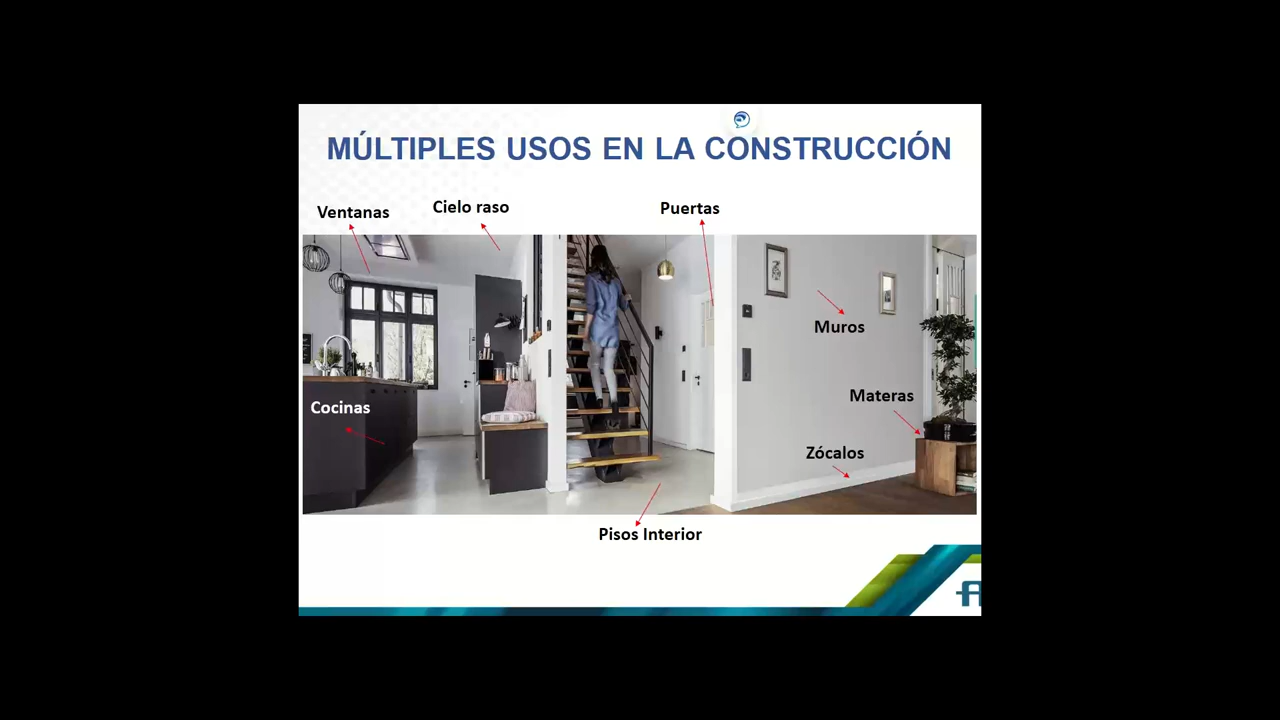 MÚLTIPLES USOS EN LA CONSTRUCCIÓN
Ventanas
Cielo raso
Puertas
Muros
Materas
Cocinas
Zócalos
Pisos Interior